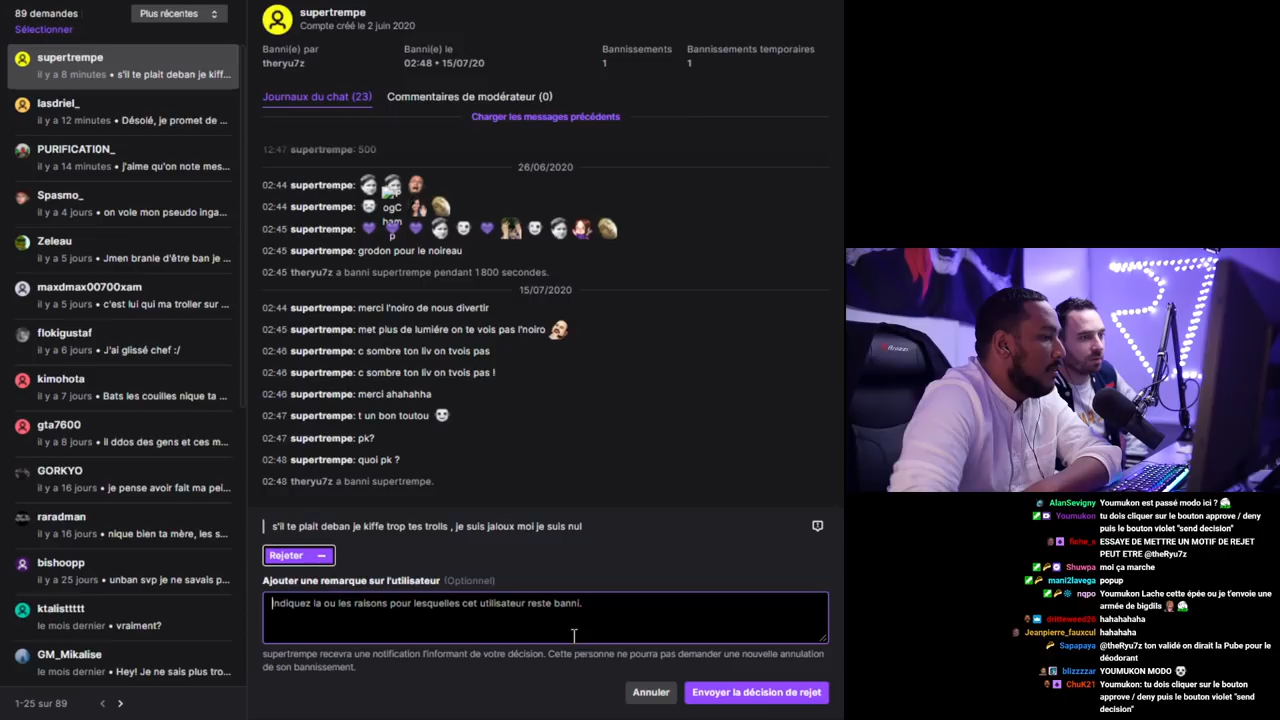 89 demandes
Plus récentes
Sélectionner
supertrempe
il y a 8 minutes • s'il te plait deban je kiff...
lasdriel_
il y a 12 minutes • Désolé, je promet de ...
PURIFICATI0N_
il y a 14 minutes • j'aime qu'on note mes...
Spasmo_
il y a 4 jours • on vole mon pseudo inga...
Zeleau
il y a 5 jours • Jmen branle d'être ban je ...
maxdmax00700xam
il y a 5 jours • c'est lui qui ma troller sur ...
flokigustaf
il y a 6 jours • J'ai glissé chef :/
kimohota
il y a 7 jours • Bats les couilles nique ta ...
gta7600
il y a 8 jours • il ddos des gens et ces m...
GORKYO
il y a 16 jours • je pense avoir fait ma pei...
raradman
il y a 16 jours • nique bien ta mère, les s...
bishoopp
il y a 25 jours • unban svp je ne savais p...
ktalisttttt
le mois dernier • vraiment?
GM_Mikalise
le mois dernier • Hey! Je ne sais plus tro...
1-25 sur 89
supertrempe
Compte créé le 2 juin 2020
Banni(e) par
theryu7z
Banni(e) le
02:48 • 15/07/20
Bannissements
1
Bannissements temporaires
1
Journaux du chat (23)
Commentaires de modérateur (0)
Charger les messages précédents
12:47 supertrempe: 500
26/06/2020
02:44 supertrempe:
02:44 supertrempe:
ogC
ham
p
02:45 supertrempe:
02:45 supertrempe: grodon pour le noireau
02:45 theryu7z a banni supertrempe pendant 1 800 secondes.
15/07/2020
02:44 supertrempe: merci l'noiro de nous divertir
02:45 supertrempe: met plus de lumiére on te vois pas l'noiro
02:46 supertrempe: c sombre ton liv on tvois pas
02:46 supertrempe: c sombre ton liv on tvois pas !
02:46 supertrempe: merci ahahahha
02:47 supertrempe: t un bon toutou
02:47 supertrempe: pk?
02:48 supertrempe: quoi pk ?
02:48 theryu7z a banni supertrempe.
s'il te plait deban je kiffe trop tes trolls , je suis jaloux moi je suis nul
Rejeter
Ajouter une remarque sur l'utilisateur (Optionnel)
Indiquez la ou les raisons pour lesquelles cet utilisateur reste banni.
supertrempe recevra une notification l'informant de votre décision. Cette personne ne pourra pas demander une nouvelle annulation
de son bannissement.
Annuler
Envoyer la décision de rejet
AlanSevigny Youmukon est passé modo ici ?
Youmukon tu dois cliquer sur le bouton approve / deny puis le bouton violet "send decision"
fiche_s ESSAYE DE METTRE UN MOTIF DE REJET
PEUT ETRE @theRyu7z
Shuwpa moi ça marche
mani2lavega popup
nqpo Youmukon Lache cette épée ou je t'envoie une
armée de bigdils
dritteweed26 hahahahaha
Jeanpierre_fauxcul hahahaha
Sapapaya @theRyu7z ton validé on dirait la Pube pour le
déodorant
blizzzzar YOUMUKON MODO
ChuK21 Youmukon: tu dois cliquer sur le bouton
approve / deny puis le bouton violet "send
decision"